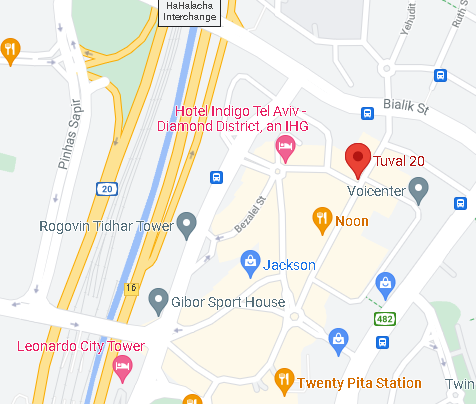 HaHalacha
Interchange
Yehudit
Ruth St
Bialik St
Pinhas Sapir
Hotel Indigo Tel Aviv -
Diamond District, an IHG
Tuval 20
20
Voicenter
Bezalel St
Noon
Rogovin Tidhar Tower
Jackson
16
Gibor Sport House
482
Leonardo City Tower
Twenty Pita Station
Twin